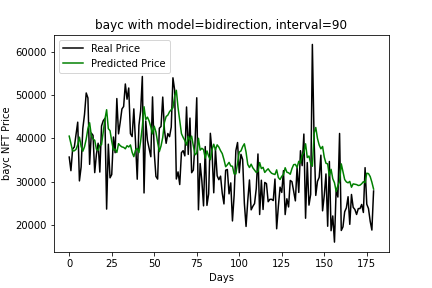 bayc with model=bidirection, interval=90
Real Price
Predicted Price
bayc NFT Price
60000
50000
40000
30000
20000
0
25
50
75
100
125
150
175
Days